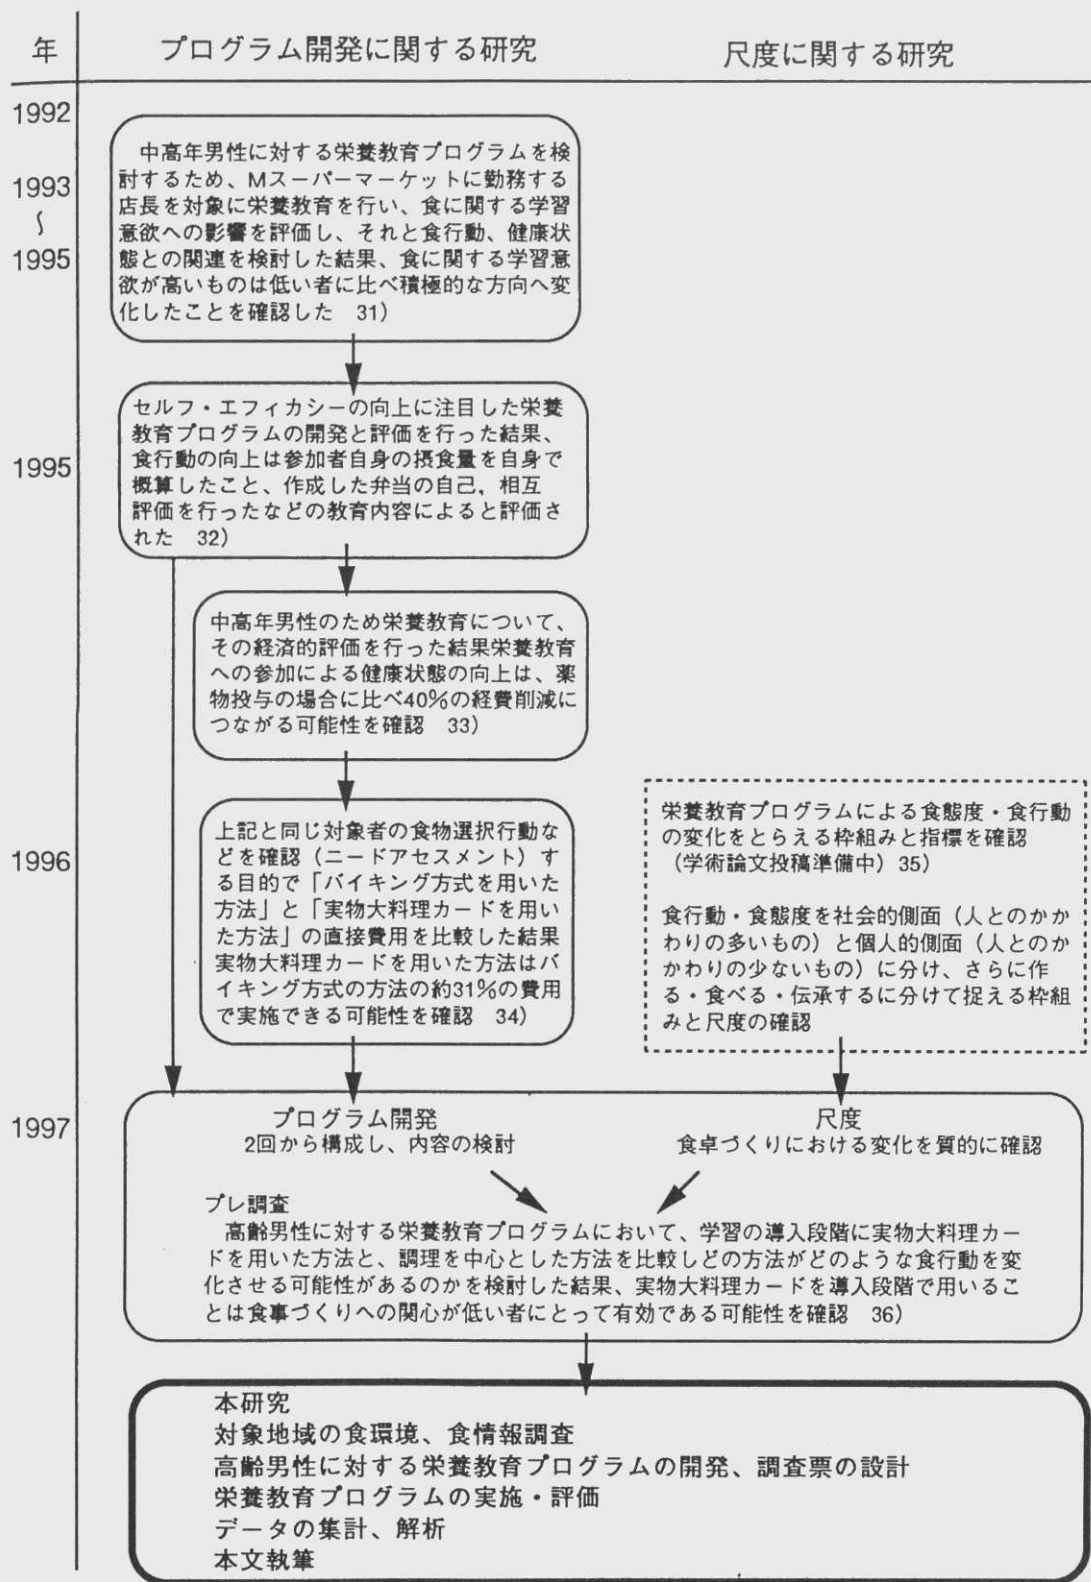 年 プログラム開発に関する研究 尺度に関する研究
1992
1993
〜
1995
中高年男性に対する栄養教育プログラムを検
討するため、Mスーパーマーケットに勤務する
店長を対象に栄養教育を行い、食に関する学習
意欲への影響を評価し、それと食行動、健康状
態との関連を検討した結果、食に関する学習意
欲が高いものは低い者に比べ積極的な方向へ変
化したことを確認した 31)
1995
セルフ・エフィカシーの向上に注目した栄養
教育プログラムの開発と評価を行った結果、
食行動の向上は参加者自身の摂食量を自身で
概算したこと、作成した弁当の自己，相互
評価を行ったなどの教育内容によると評価さ
れた 32)
中高年男性のため栄養教育について、
その経済的評価を行った結果栄養教育
への参加による健康状態の向上は、薬
物投与の場合に比べ40%の経費削減に
つながる可能性を確認 33)
1996
上記と同じ対象者の食物選択行動な
どを確認（ニードアセスメント）す
る目的で「バイキング方式を用いた
方法」と「実物大料理カードを用い
た方法」の直接費用を比較した結果
実物大料理カードを用いた方法はバ
イキング方式の方法の約31%の費用
で実施できる可能性を確認 34)
栄養教育プログラムによる食態度・食行動
の変化をとらえる枠組みと指標を確認
（学術論文投稿準備中）35)
食行動・食態度を社会的側面（人とのかか
わりの多いもの）と個人的側面（人とのか
かわりの少ないもの）に分け、さらに作
る・食べる・伝承するに分けて捉える枠組
みと尺度の確認
1997
プログラム開発
2回から構成し、内容の検討
尺度
食卓づくりにおける変化を質的に確認
プレ調査
高齢男性に対する栄養教育プログラムにおいて、学習の導入段階に実物大料理カー
ドを用いた方法と、調理を中心とした方法を比較しどの方法がどのような食行動を変
化させる可能性があるのかを検討した結果、実物大料理カードを導入段階で用いるこ
とは食事づくりへの関心が低い者にとって有効である可能性を確認 36)
本研究
対象地域の食環境、食情報調査
高齢男性に対する栄養教育プログラムの開発、調査票の設計
栄養教育プログラムの実施・評価
データの集計、解析
本文執筆